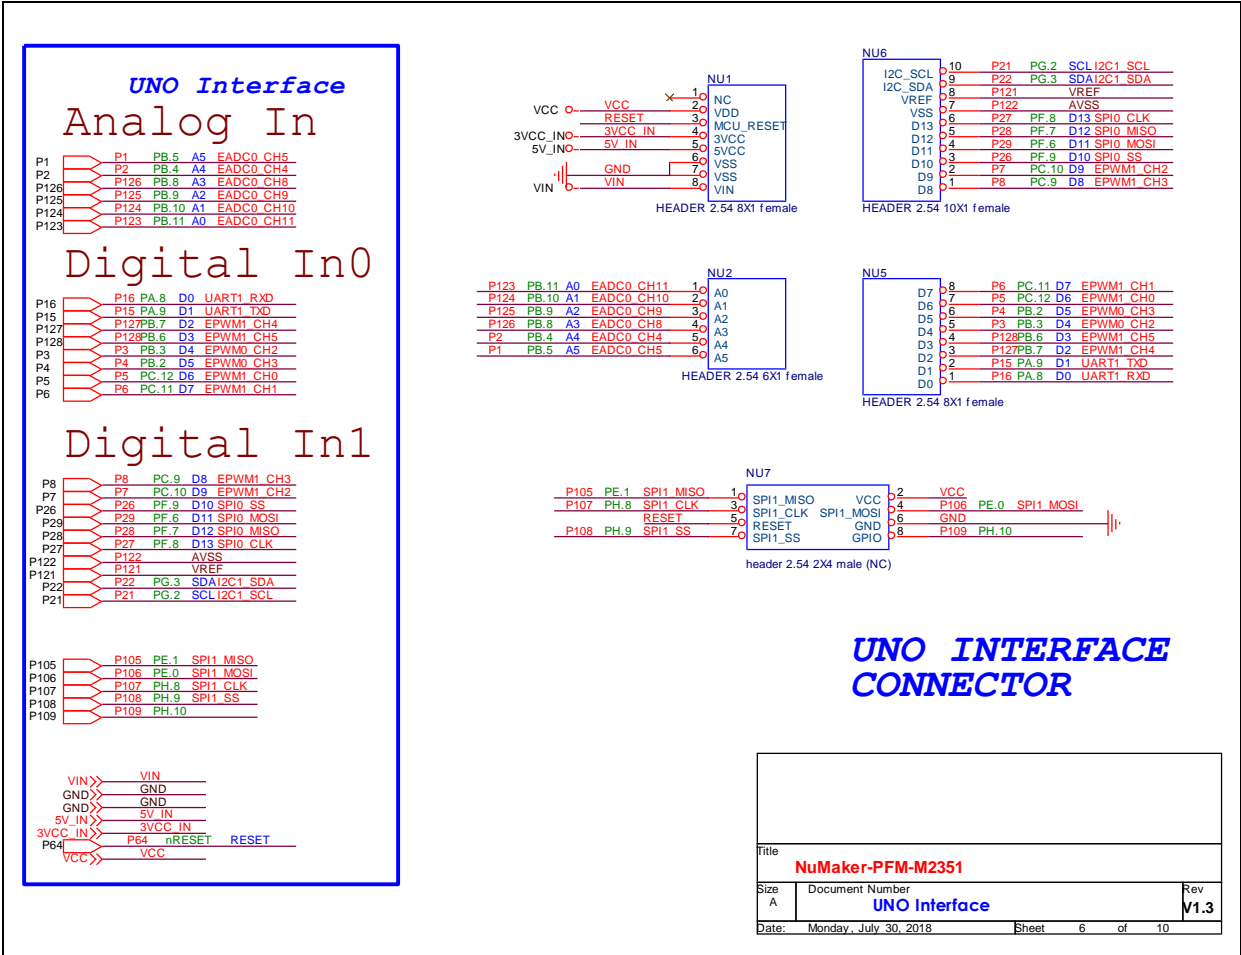 UNO Interface
Analog In
P1 P1 PB.5 A5 EADC0_CH5
P2 P2 PB.4 A4 EADC0_CH4
P126 P126 PB.8 A3 EADC0_CH8
P125 P125 PB.9 A2 EADC0_CH9
P124 P124 PB.10 A1 EADC0_CH10
P123 P123 PB.11 A0 EADC0_CH11
Digital In0
P16 P16 PA.8 D0 UART1_RXD
P15 P15 PA.9 D1 UART1_TXD
P127 P127 PB.7 D2 EPWM1_CH4
P128 P128 PB.6 D3 EPWM1_CH5
P3 P3 PB.3 D4 EPWM0_CH2
P4 P4 PB.2 D5 EPWM0_CH3
P5 P5 PC.12 D6 EPWM1_CH0
P6 P6 PC.11 D7 EPWM1_CH1
Digital In1
P8 P8 PC.9 D8 EPWM1_CH3
P7 P7 PC.10 D9 EPWM1_CH2
P26 P26 PF.9 D10 SPI0_SS
P29 P29 PF.6 D11 SPI0_MOSI
P28 P28 PF.7 D12 SPI0_MISO
P27 P27 PF.8 D13 SPI0_CLK
P122 P122 AVSS
P121 P121 VREF
P22 P22 PG.3 SDA I2C1_SDA
P21 P21 PG.2 SCL I2C1_SCL
P105 P105 PE.1 SPI1_MISO
P106 P106 PE.0 SPI1_MOSI
P107 P107 PH.8 SPI1_CLK
P108 P108 PH.9 SPI1_SS
P109 P109 PH.10
VIN VIN
GND GND
GND GND
5V_IN 5V_IN
3VCC_IN 3VCC_IN
P64 P64 nRESET RESET
VCC VCC
NU1
1 NC
VCC VCC 2 VDD
RESET 3 MCU_RESET
3VCC_IN 3VCC_IN 4 3VCC
5V_IN 5V_IN 5 5VCC
6 VSS
GND 7 VSS
VIN VIN 8 VIN
HEADER 2.54 8X1 female
NU6
I2C_SCL 10 P21 PG.2 SCL I2C1_SCL
I2C_SDA 9 P22 PG.3 SDA I2C1_SDA
VREF 8 P121 VREF
VSS 7 P122 AVSS
D13 6 P27 PF.8 D13 SPI0_CLK
D12 5 P28 PF.7 D12 SPI0_MISO
D11 4 P29 PF.6 D11 SPI0_MOSI
D10 3 P26 PF.9 D10 SPI0_SS
D9 2 P7 PC.10 D9 EPWM1_CH2
D8 1 P8 PC.9 D8 EPWM1_CH3
HEADER 2.54 10X1 female
NU2
P123 PB.11 A0 EADC0_CH11 1 A0
P124 PB.10 A1 EADC0_CH10 2 A1
P125 PB.9 A2 EADC0_CH9 3 A2
P126 PB.8 A3 EADC0_CH8 4 A3
P2 PB.4 A4 EADC0_CH4 5 A4
P1 PB.5 A5 EADC0_CH5 6 A5
HEADER 2.54 6X1 female
NU5
D7 8 P6 PC.11 D7 EPWM1_CH1
D6 7 P5 PC.12 D6 EPWM1_CH0
D5 6 P4 PB.2 D5 EPWM0_CH3
D4 5 P3 PB.3 D4 EPWM0_CH2
D3 4 P128 PB.6 D3 EPWM1_CH5
D2 3 P127 PB.7 D2 EPWM1_CH4
D1 2 P15 PA.9 D1 UART1_TXD
D0 1 P16 PA.8 D0 UART1_RXD
HEADER 2.54 8X1 female
NU7
P105 PE.1 SPI1_MISO 1 SPI1_MISO VCC 2 VCC
P107 PH.8 SPI1_CLK 3 SPI1_CLK SPI1_MOSI 4 P106 PE.0 SPI1_MOSI
RESET 5 RESET GND 6 GND
P108 PH.9 SPI1_SS 7 SPI1_SS GPIO 8 P109 PH.10
header 2.54 2X4 male (NC)
UNO INTERFACE
CONNECTOR
Title
NuMaker-PFM-M2351
Size Document Number Rev
A UNO Interface V1.3
Date: Monday, July 30, 2018 Sheet 6 of 10